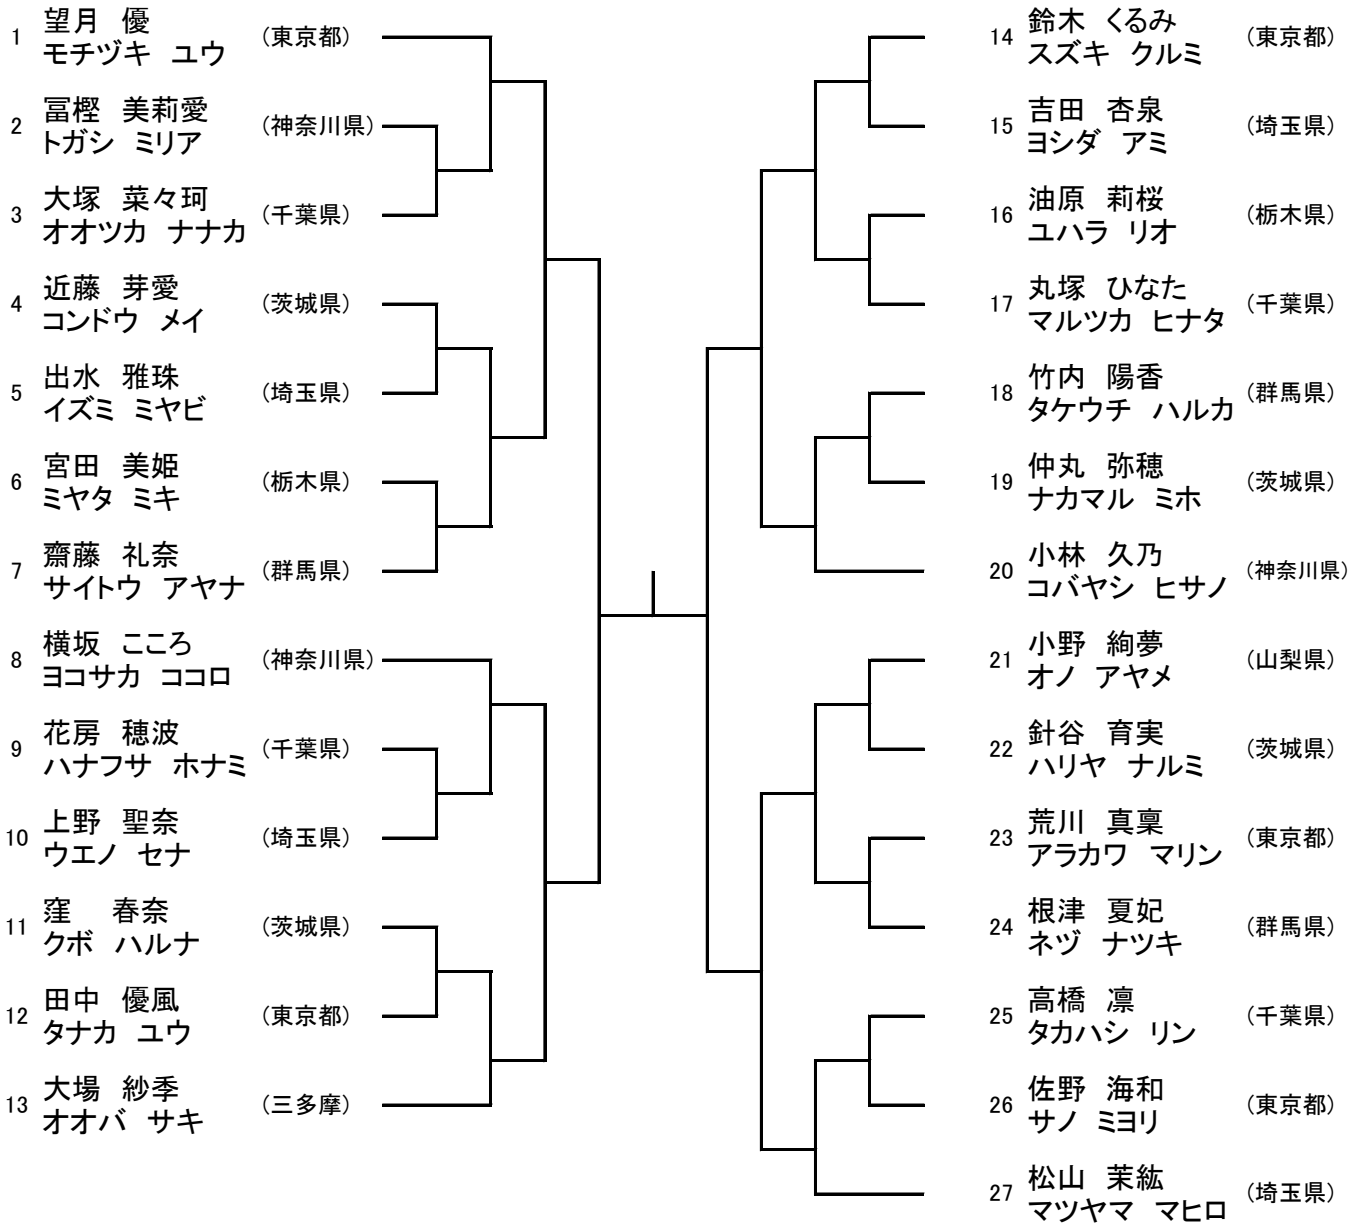 1 望月 優 (東京都)
モチヅキ ユウ
2 冨樫 美莉愛 (神奈川県)
トガシ ミリア
3 大塚 菜々珂 (千葉県)
オオツカ ナナカ
4 近藤 芽愛 (茨城県)
コンドウ メイ
5 出水 雅珠 (埼玉県)
イズミ ミヤビ
6 宮田 美姫 (栃木県)
ミヤタ ミキ
7 齋藤 礼奈 (群馬県)
サイトウ アヤナ
8 横坂 こころ (神奈川県)
ヨコサカ ココロ
9 花房 穂波 (千葉県)
ハナフサ ホナミ
10 上野 聖奈 (埼玉県)
ウエノ セナ
11 窪 春奈 (茨城県)
クボ ハルナ
12 田中 優風 (東京都)
タナカ ユウ
13 大場 紗季 (三多摩)
オオバ サキ
14 鈴木 くるみ (東京都)
スズキ クルミ
15 吉田 杏泉 (埼玉県)
ヨシダ アミ
16 油原 莉桜 (栃木県)
ユハラ リオ
17 丸塚 ひなた (千葉県)
マルツカ ヒナタ
18 竹内 陽香 (群馬県)
タケウチ ハルカ
19 仲丸 弥穂 (茨城県)
ナカマル ミホ
20 小林 久乃 (神奈川県)
コバヤシ ヒサノ
21 小野 絢夢 (山梨県)
オノ アヤメ
22 針谷 育実 (茨城県)
ハリヤ ナルミ
23 荒川 真稟 (東京都)
アラカワ マリン
24 根津 夏妃 (群馬県)
ネヅ ナツキ
25 高橋 凛 (千葉県)
タカハシ リン
26 佐野 海和 (東京都)
サノ ミヨリ
27 松山 茉紘 (埼玉県)
マツヤマ マヒロ